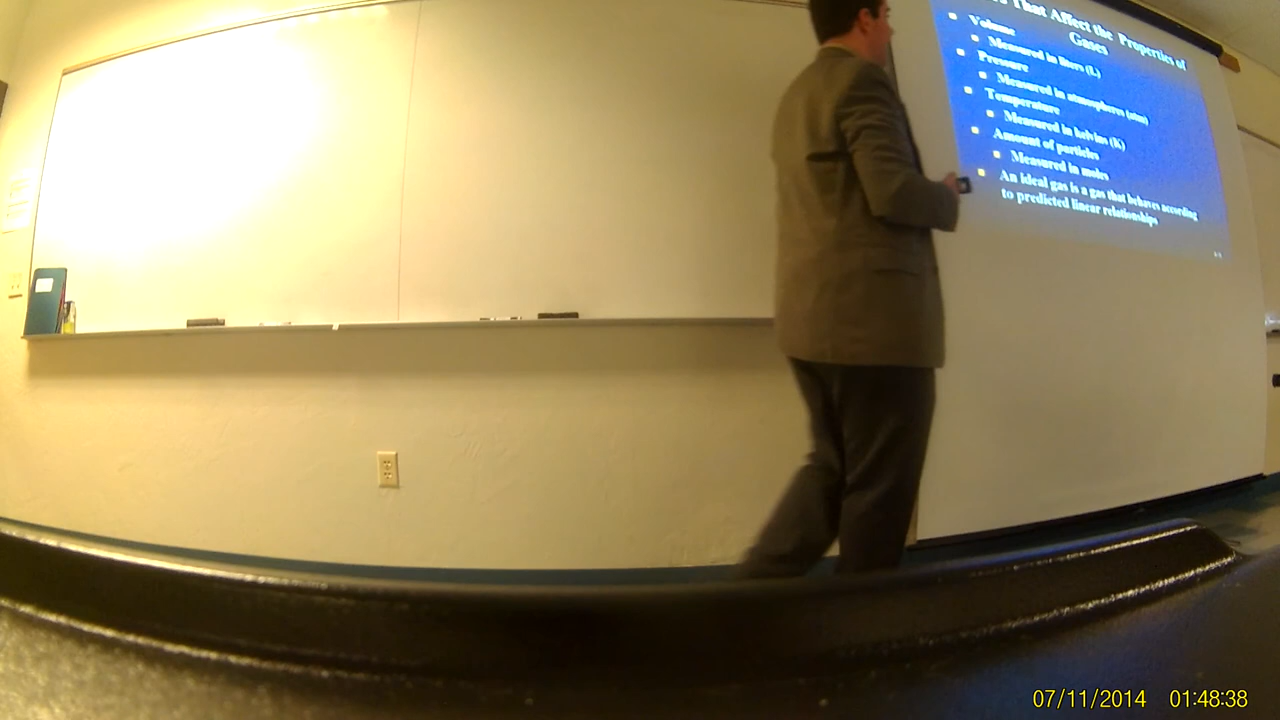 That Affect the Properties of
Gases
Volume
Measured in liters (L)
Pressure
Measured in atmospheres (atm)
Temperature
Measured in kelvins (K)
Amount of particles
Measured in moles
An ideal gas is a gas that behaves according
to predicted linear relationships
07/11/2014 01:48:38